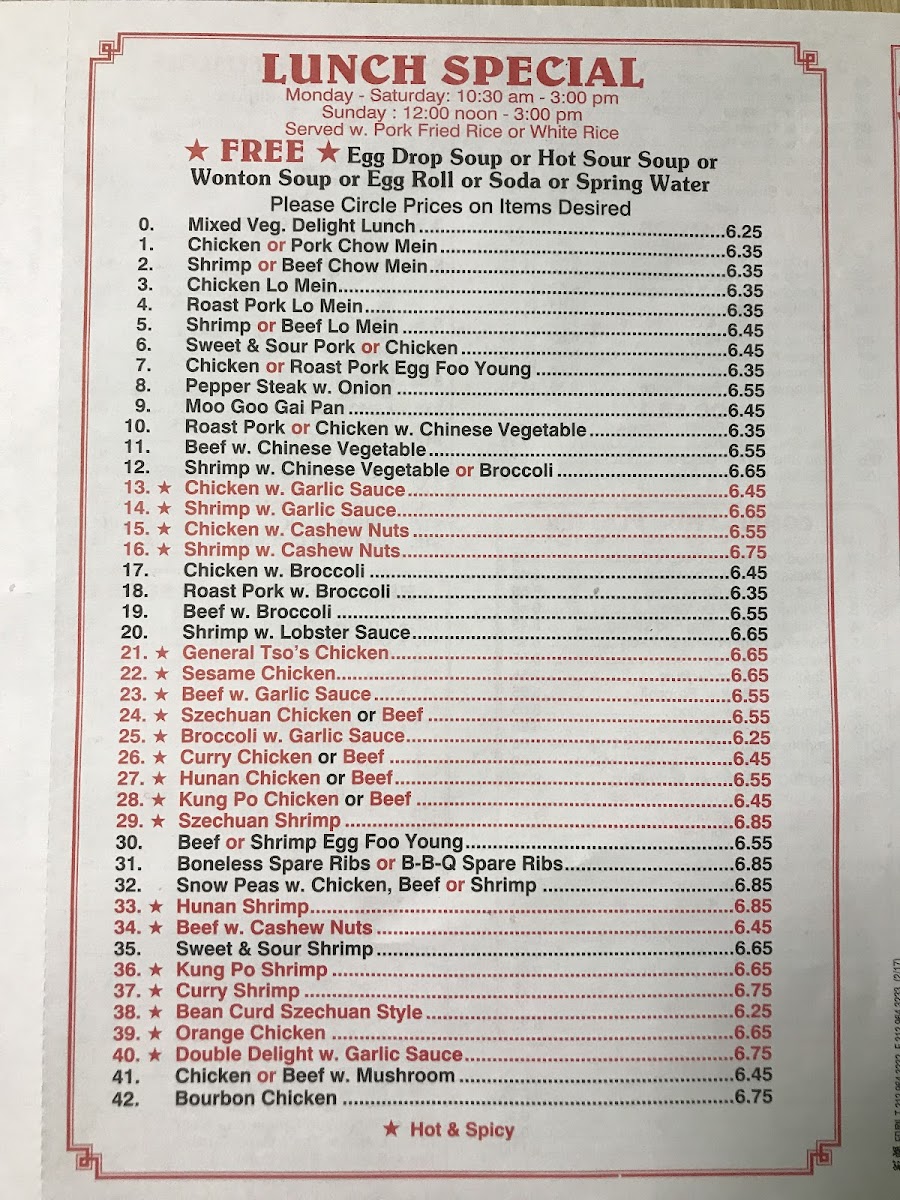 LUNCH SPECIAL
Monday - Saturday: 10:30 am - 3:00 pm
Sunday : 12:00 noon - 3:00 pm
Served w. Pork Fried Rice or White Rice
★ FREE ★ Egg Drop Soup or Hot Sour Soup or
Wonton Soup or Egg Roll or Soda or Spring Water
Please Circle Prices on Items Desired
0. Mixed Veg. Delight Lunch 6.25
1. Chicken or Pork Chow Mein 6.35
2. Shrimp or Beef Chow Mein 6.35
3. Chicken Lo Mein 6.35
4. Roast Pork Lo Mein 6.35
5. Shrimp or Beef Lo Mein 6.45
6. Sweet & Sour Pork or Chicken 6.45
7. Chicken or Roast Pork Egg Foo Young 6.35
8. Pepper Steak w. Onion 6.55
9. Moo Goo Gai Pan 6.45
10. Roast Pork or Chicken w. Chinese Vegetable 6.35
11. Beef w. Chinese Vegetable 6.55
12. Shrimp w. Chinese Vegetable or Broccoli 6.65
13. ★ Chicken w. Garlic Sauce 6.45
14. ★ Shrimp w. Garlic Sauce 6.65
15. ★ Chicken w. Cashew Nuts 6.55
16. ★ Shrimp w. Cashew Nuts 6.75
17. Chicken w. Broccoli 6.45
18. Roast Pork w. Broccoli 6.35
19. Beef w. Broccoli 6.55
20. Shrimp w. Lobster Sauce 6.65
21. ★ General Tso's Chicken 6.65
22. ★ Sesame Chicken 6.65
23. ★ Beef w. Garlic Sauce 6.55
24. ★ Szechuan Chicken or Beef 6.55
25. ★ Broccoli w. Garlic Sauce 6.25
26. ★ Curry Chicken or Beef 6.45
27. ★ Hunan Chicken or Beef 6.55
28. ★ Kung Po Chicken or Beef 6.45
29. ★ Szechuan Shrimp 6.85
30. Beef or Shrimp Egg Foo Young 6.55
31. Boneless Spare Ribs or B-B-Q Spare Ribs 6.85
32. Snow Peas w. Chicken, Beef or Shrimp 6.85
33. ★ Hunan Shrimp 6.85
34. ★ Beef w. Cashew Nuts 6.45
35. Sweet & Sour Shrimp 6.65
36. ★ Kung Po Shrimp 6.65
37. ★ Curry Shrimp 6.75
38. ★ Bean Curd Szechuan Style 6.25
39. ★ Orange Chicken 6.65
40. ★ Double Delight w. Garlic Sauce 6.75
41. Chicken or Beef w. Mushroom 6.45
42. Bourbon Chicken 6.75
★ Hot & Spicy
(2/17)